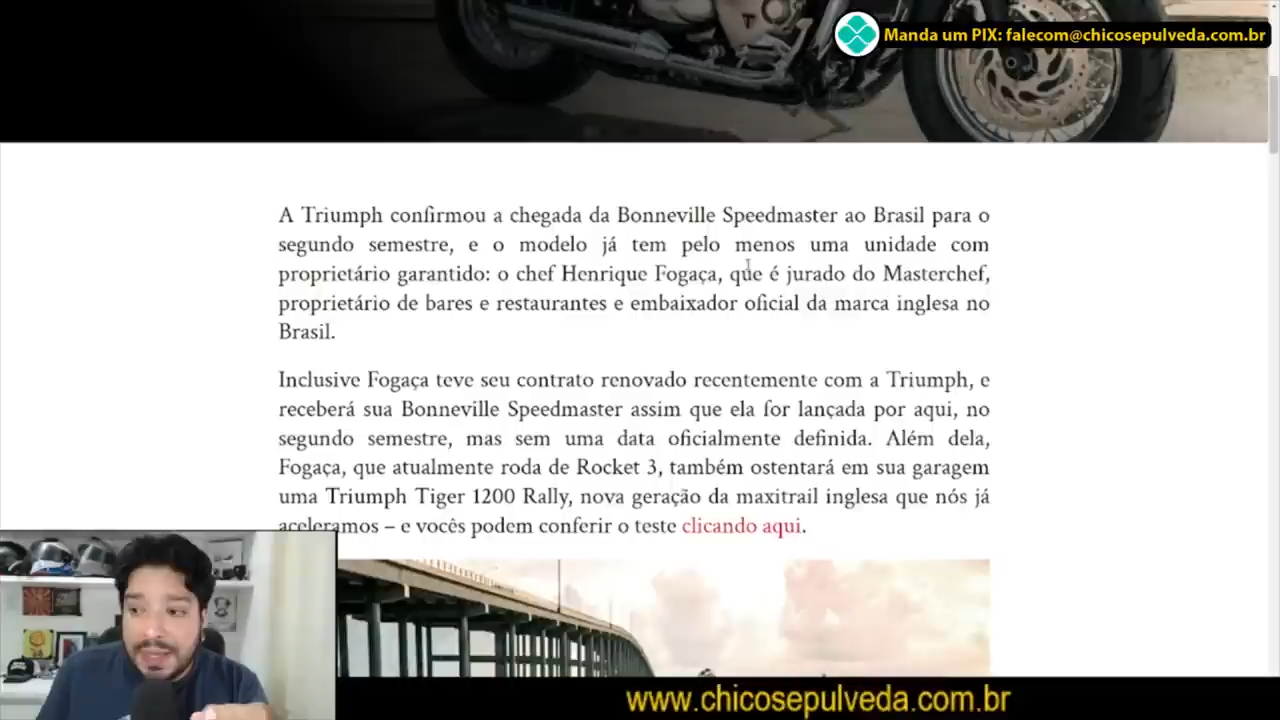 Manda um PIX: falecom@chicosepulveda.com.br
A Triumph confirmou a chegada da Bonneville Speedmaster ao Brasil para o
segundo semestre, e o modelo já tem pelo menos uma unidade com
proprietário garantido: o chef Henrique Fogaça, que é jurado do Masterchef,
proprietário de bares e restaurantes e embaixador oficial da marca inglesa no
Brasil.
Inclusive Fogaça teve seu contrato renovado recentemente com a Triumph, e
receberá sua Bonneville Speedmaster assim que ela for lançada por aqui, no
segundo semestre, mas sem uma data oficialmente definida. Além dela,
Fogaça, que atualmente roda de Rocket 3, também ostentará em sua garagem
uma Triumph Tiger 1200 Rally, nova geração da maxitrail inglesa que nós já
aceleramos – e vocês podem conferir o teste clicando aqui.
www.chicosepulveda.com.br